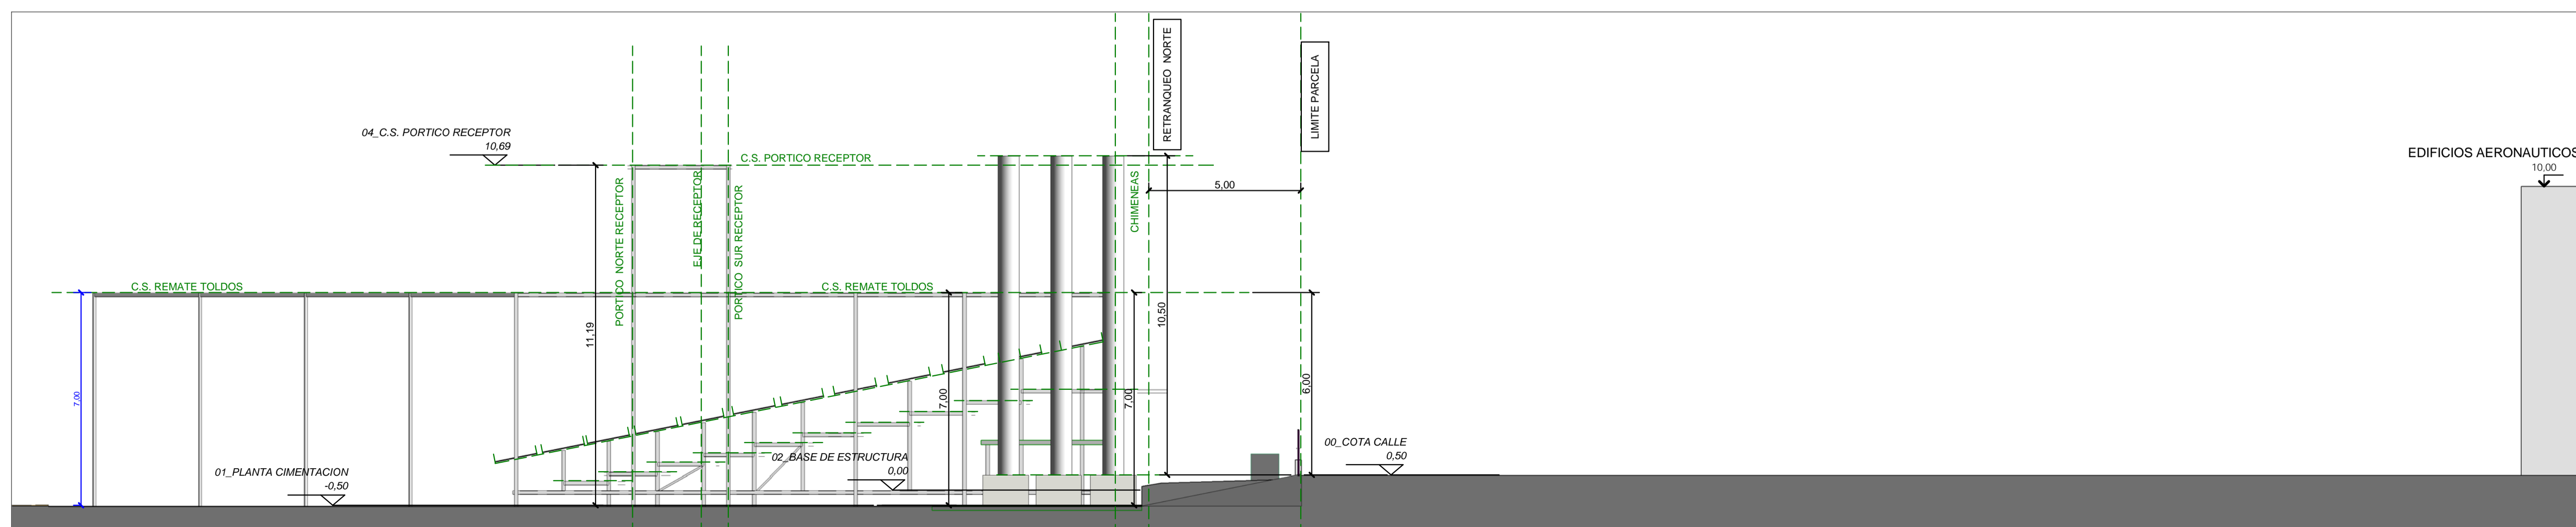 RETRANQUEO NORTE
LIMITE PARCELA
04_C.S. PORTICO RECEPTOR
10,69
C.S. PORTICO RECEPTOR
EDIFICIOS AERONAUTICOS
10,00
PORTICO NORTE RECEPTOR
EJE DE RECEPTOR
PORTICO SUR RECEPTOR
CHIMENEAS
5,00
C.S. REMATE TOLDOS
C.S. REMATE TOLDOS
11,19
10,50
7,00
7,00
7,00
6,00
00_COTA CALLE
0,50
02_BASE DE ESTRUCTURA
0,00
01_PLANTA CIMENTACION
-0,50